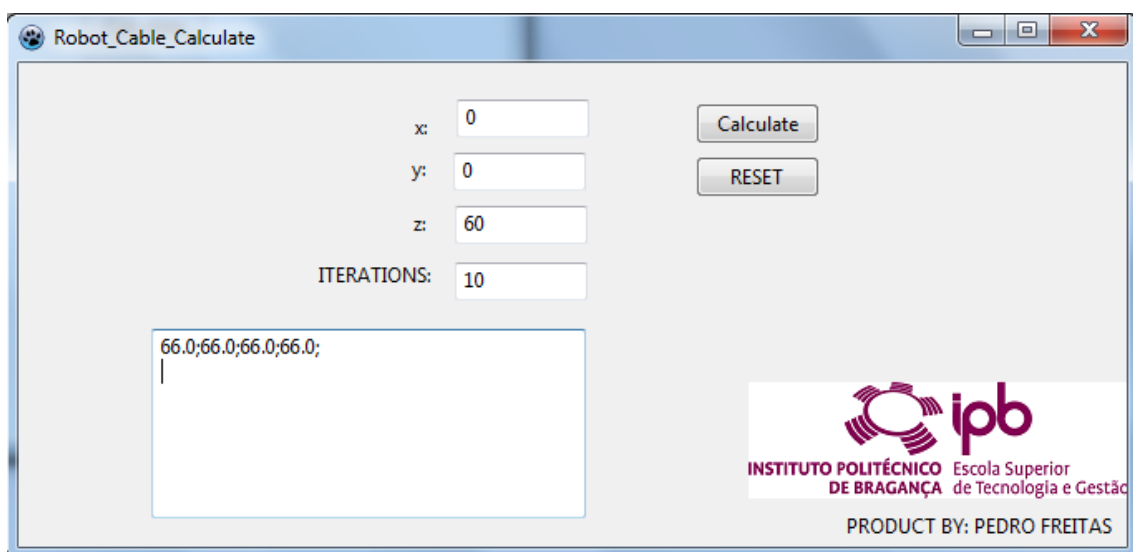 Robot_Cable_Calculate
x: 0
Calculate
y: 0
RESET
z: 60
ITERATIONS: 10
66.0;66.0;66.0;66.0;
ipb
INSTITUTO POLITÉCNICO
DE BRAGANÇA
Escola Superior
de Tecnologia e Gestão
PRODUCT BY: PEDRO FREITAS